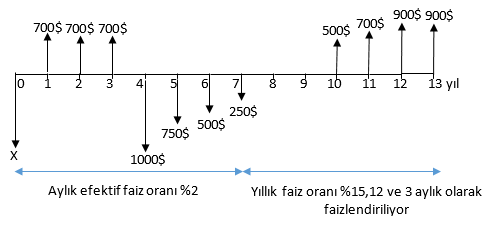 700$ 700$ 700$ 500$ 700$ 900$ 900$
0 1 2 3 4 5 6 7 8 9 10 11 12 13 yıl
X 1000$ 750$ 500$ 250$
Aylık efektif faiz oranı %2
Yıllık faiz oranı %15,12 ve 3 aylık olarak
faizlendiriliyor